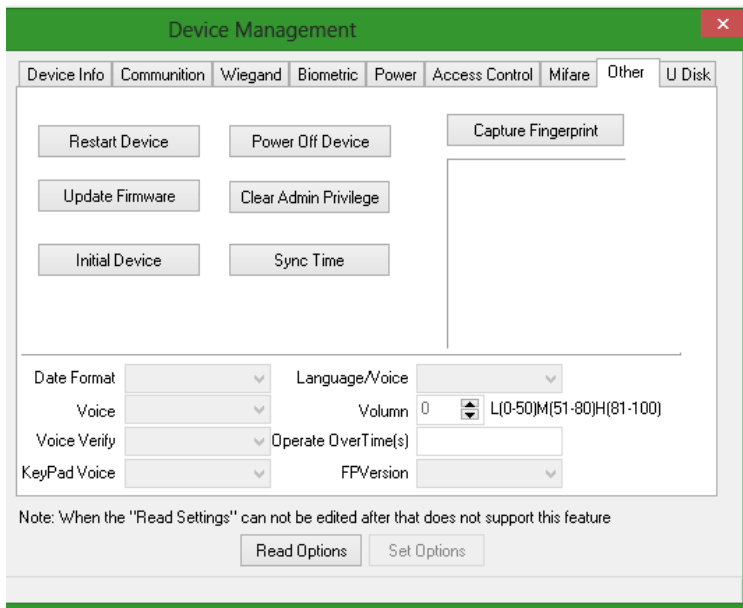 Device Management
Device Info Communition Wiegand Biometric Power Access Control Mifare Other U Disk
Capture Fingerprint
Restart Device Power Off Device
Update Firmware Clear Admin Privilege
Initial Device Sync Time
Date Format Language/Voice
Voice Volumn 0 L(0-50)M(51-80)H(81-100)
Voice Verify Operate OverTime(s)
KeyPad Voice FPVersion
Note: When the "Read Settings" can not be edited after that does not support this feature
Read Options Set Options